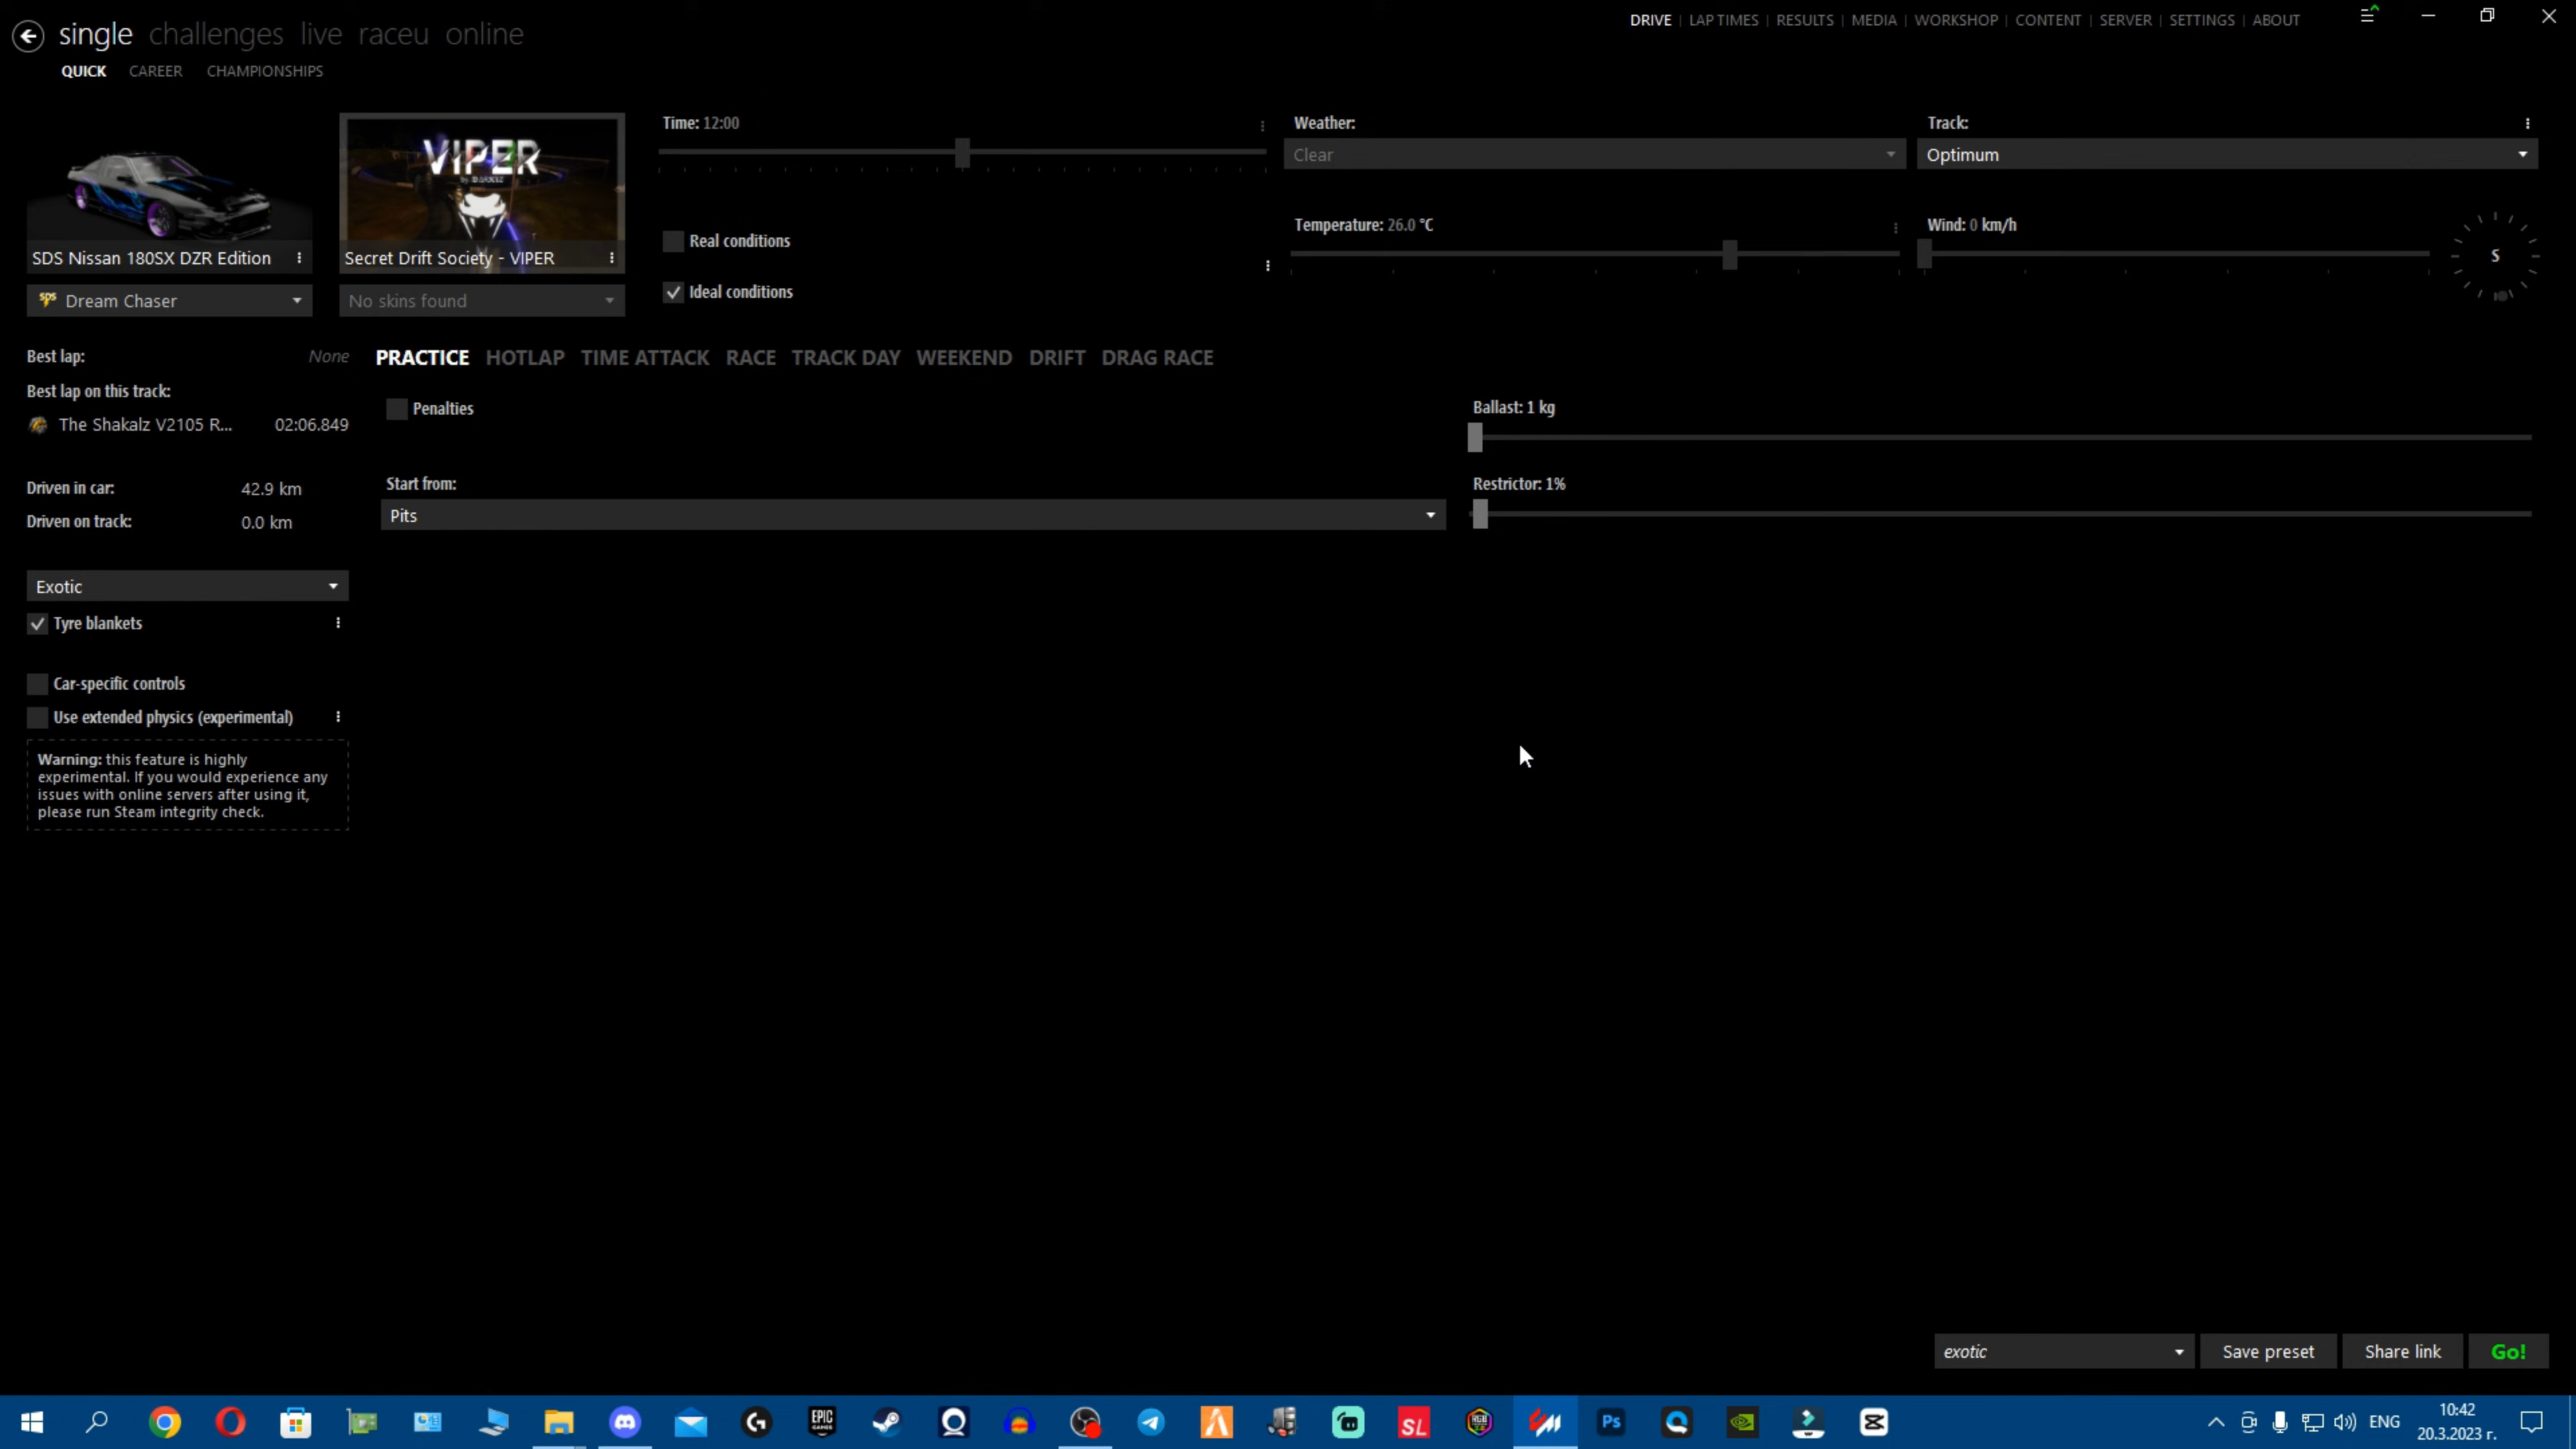 single challenges live raceu online
DRIVE | LAP TIMES | RESULTS | MEDIA | WORKSHOP | CONTENT | SERVER | SETTINGS | ABOUT
QUICK CAREER CHAMPIONSHIPS
SDS Nissan 180SX DZR Edition
Dream Chaser
VIPER
Secret Drift Society - VIPER
No skins found
Time: 12:00
Real conditions
Ideal conditions
Weather:
Clear
Temperature: 26.0 °C
Track:
Optimum
Wind: 0 km/h
S
Best lap: None
Best lap on this track:
The Shakalz V2105 R... 02:06.849
Driven in car: 42.9 km
Driven on track: 0.0 km
Exotic
Tyre blankets
Car-specific controls
Use extended physics (experimental)
Warning: this feature is highly
experimental. If you would experience any
issues with online servers after using it,
please run Steam integrity check.
PRACTICE HOTLAP TIME ATTACK RACE TRACK DAY WEEKEND DRIFT DRAG RACE
Penalties
Start from:
Pits
Ballast: 1 kg
Restrictor: 1%
exotic
Save preset
Share link
Go!
EPIC
GAMES
SL
Ps
ENG
10:42
20.3.2023 г.